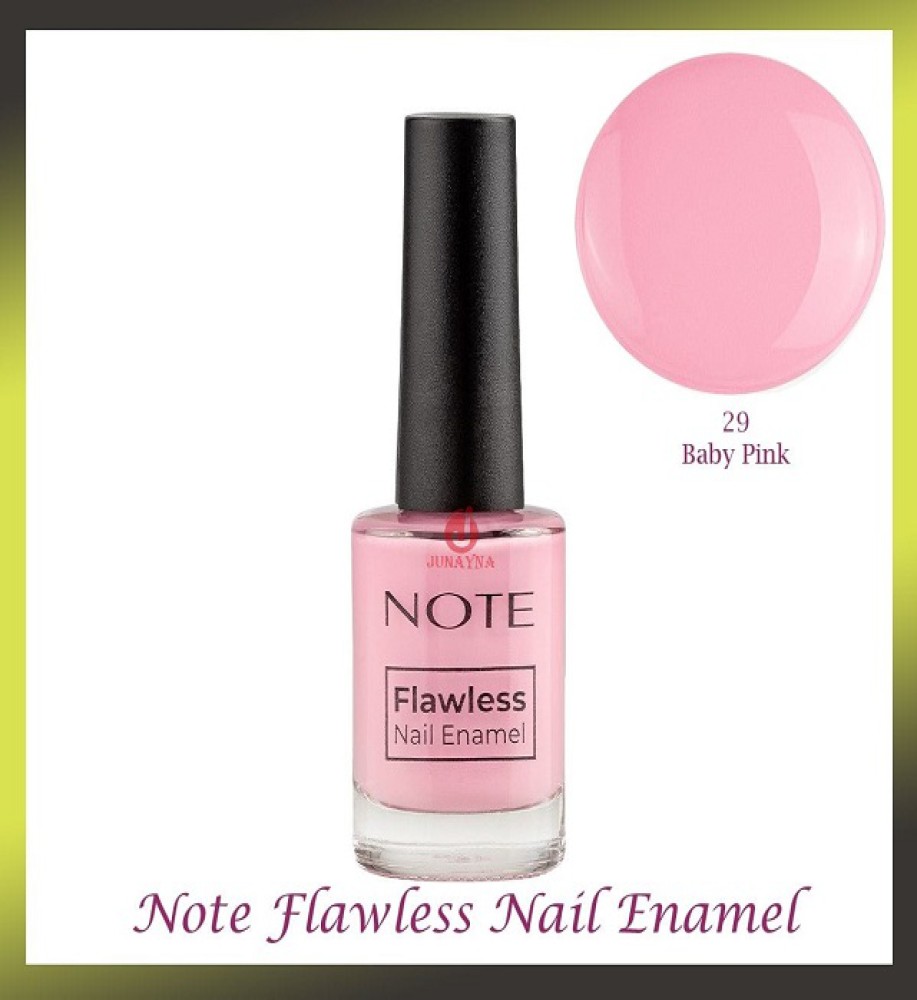 29
Baby Pink
JUNAYNA
NOTE
Flawless
Nail Enamel
Note Flawless Nail Enamel